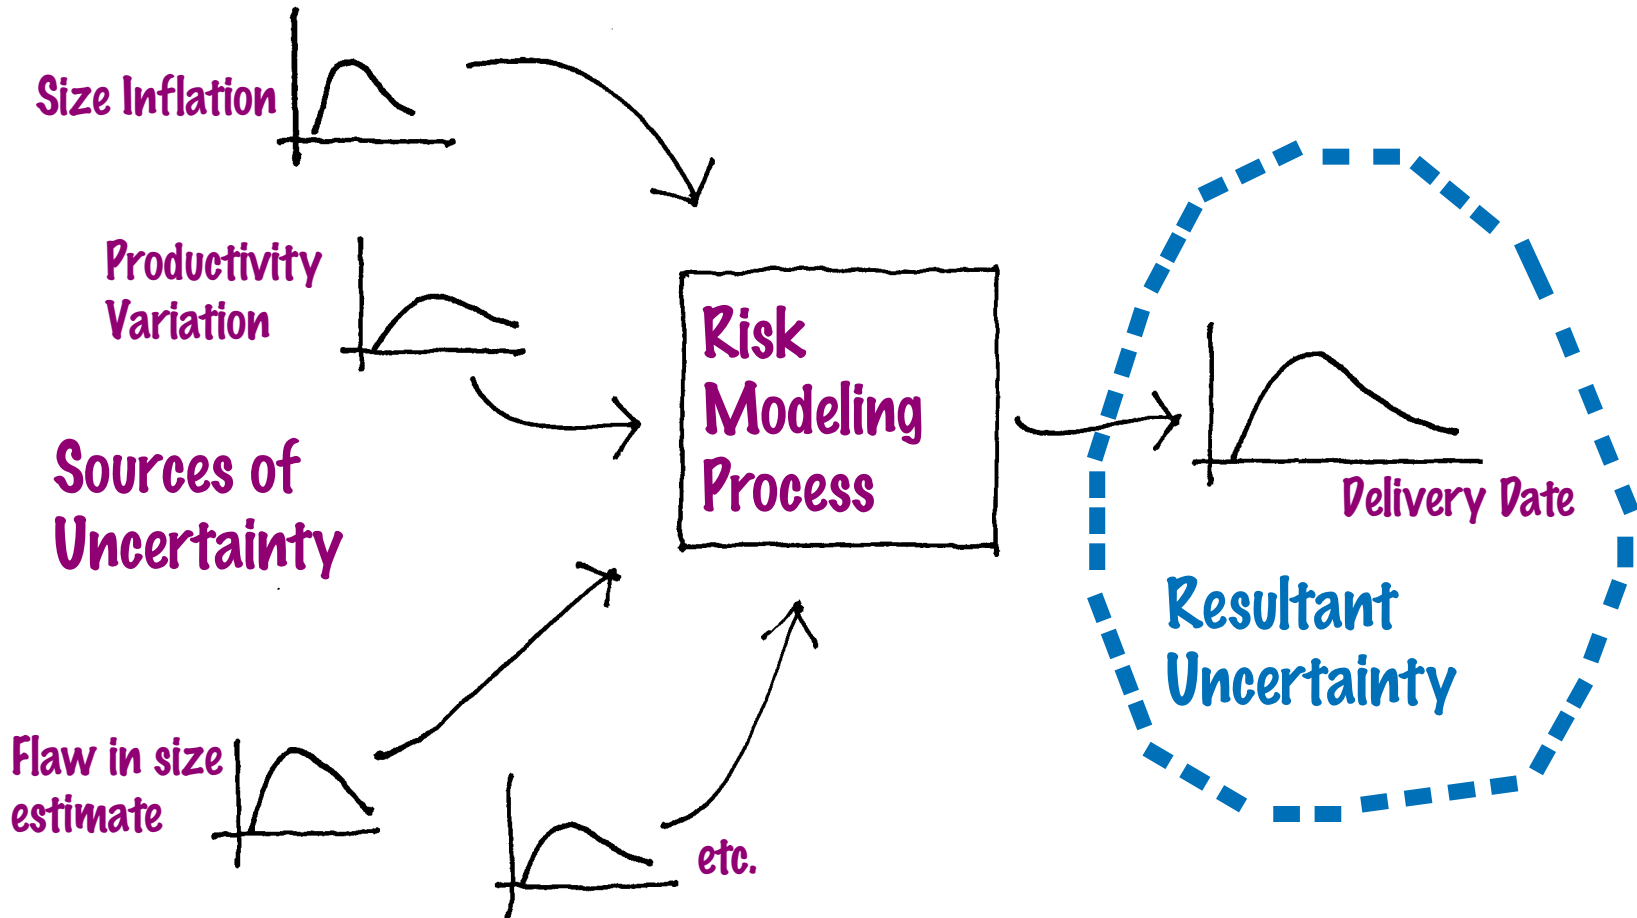 Size Inflation
Productivity
Variation
Sources of
Uncertainty
Flaw in size
estimate
etc.
Risk
Modeling
Process
Delivery Date
Resultant
Uncertainty